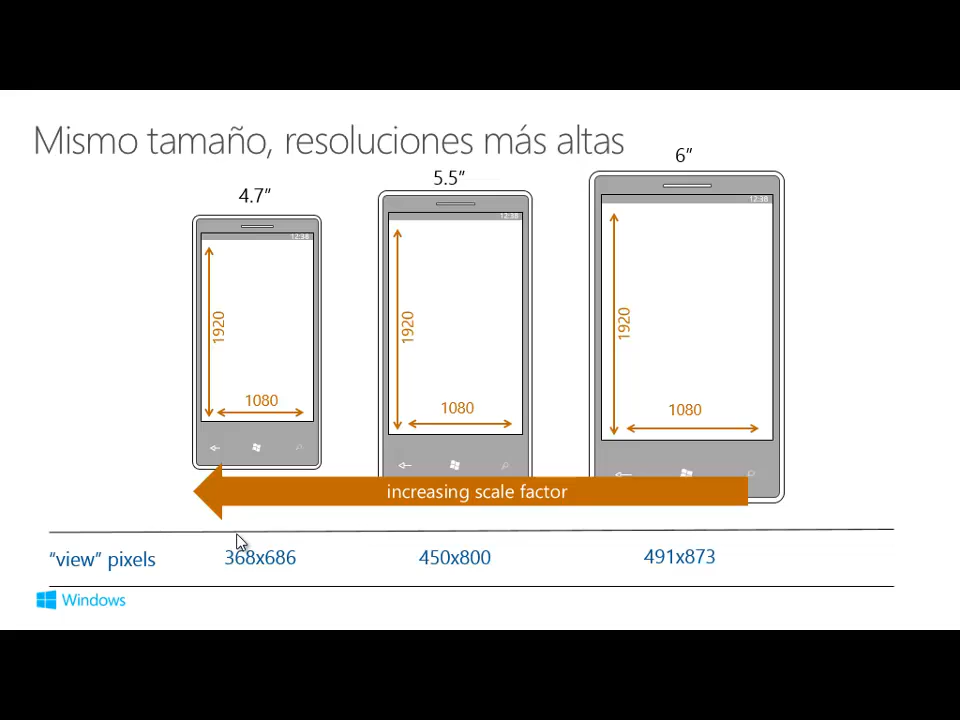 Mismo tamaño, resoluciones más altas
4.7”
5.5”
6”
12:38
12:38
12:38
1920
1920
1920
1080
1080
1080
increasing scale factor
“view” pixels
368x686
450x800
491x873
Windows